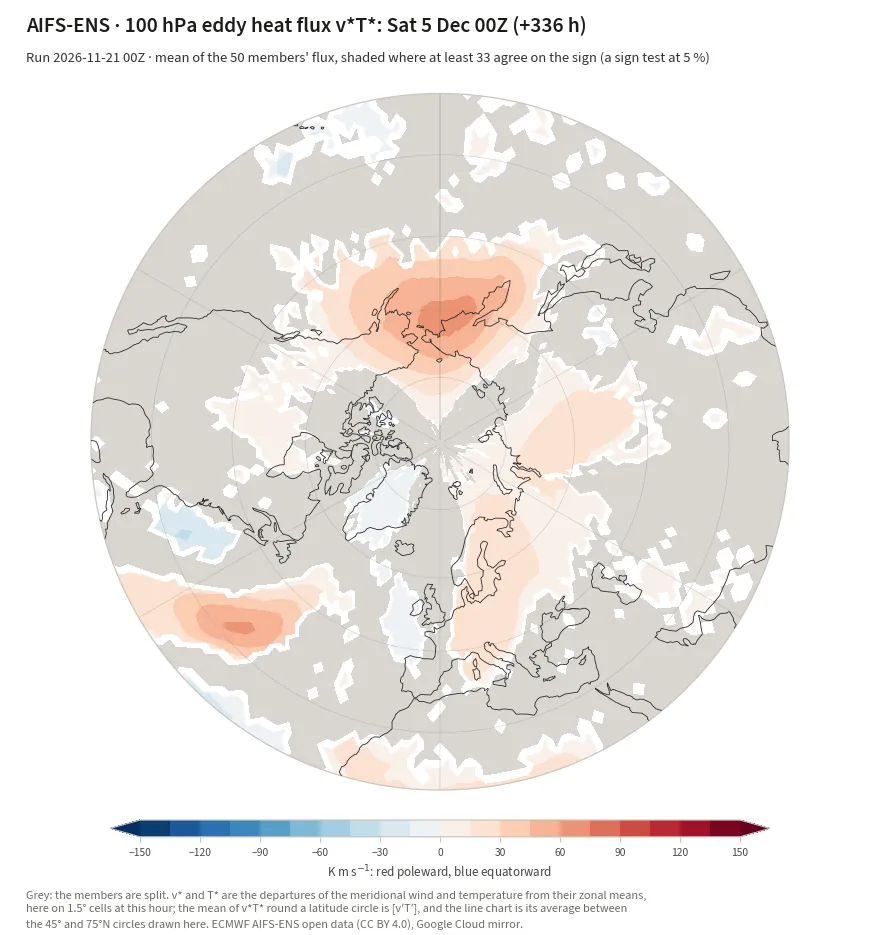 AIFS-ENS · 100 hPa eddy heat flux v*T*: Sat 5 Dec 00Z (+336 h)
Run 2026-11-21 00Z · mean of the 50 members' flux, shaded where at least 33 agree on the sign (a sign test at 5 %)
−150 −120 −90 −60 −30 0 30 60 90 120 150
K m s⁻¹: red poleward, blue equatorward
Grey: the members are split. v* and T* are the departures of the meridional wind and temperature from their zonal means,
here on 1.5° cells at this hour; the mean of v*T* round a latitude circle is [v'T'], and the line chart is its average between
the 45° and 75°N circles drawn here. ECMWF AIFS-ENS open data (CC BY 4.0), Google Cloud mirror.